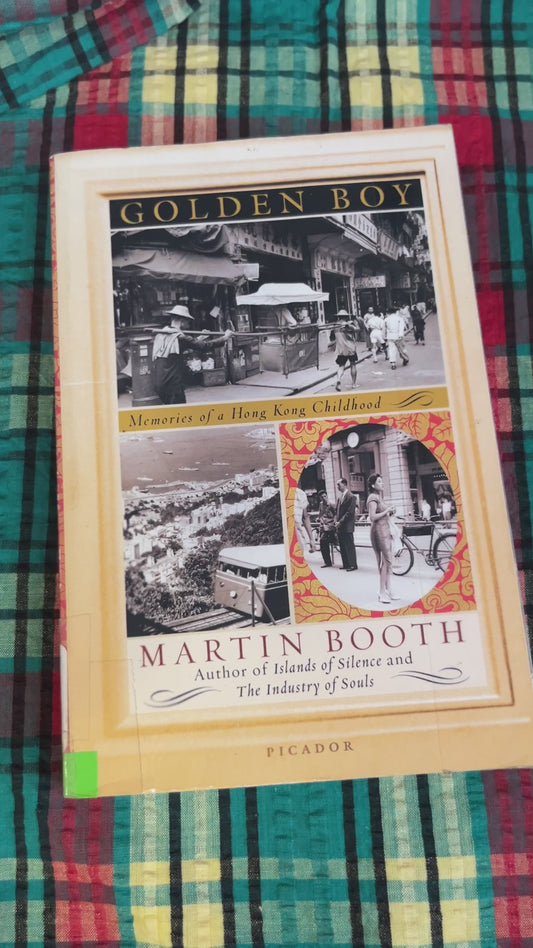 GOLDEN BOY
Memories of a Hong Kong Childhood
MARTIN BOOTH
Author of Islands of Silence and
The Industry of Souls
PICADOR